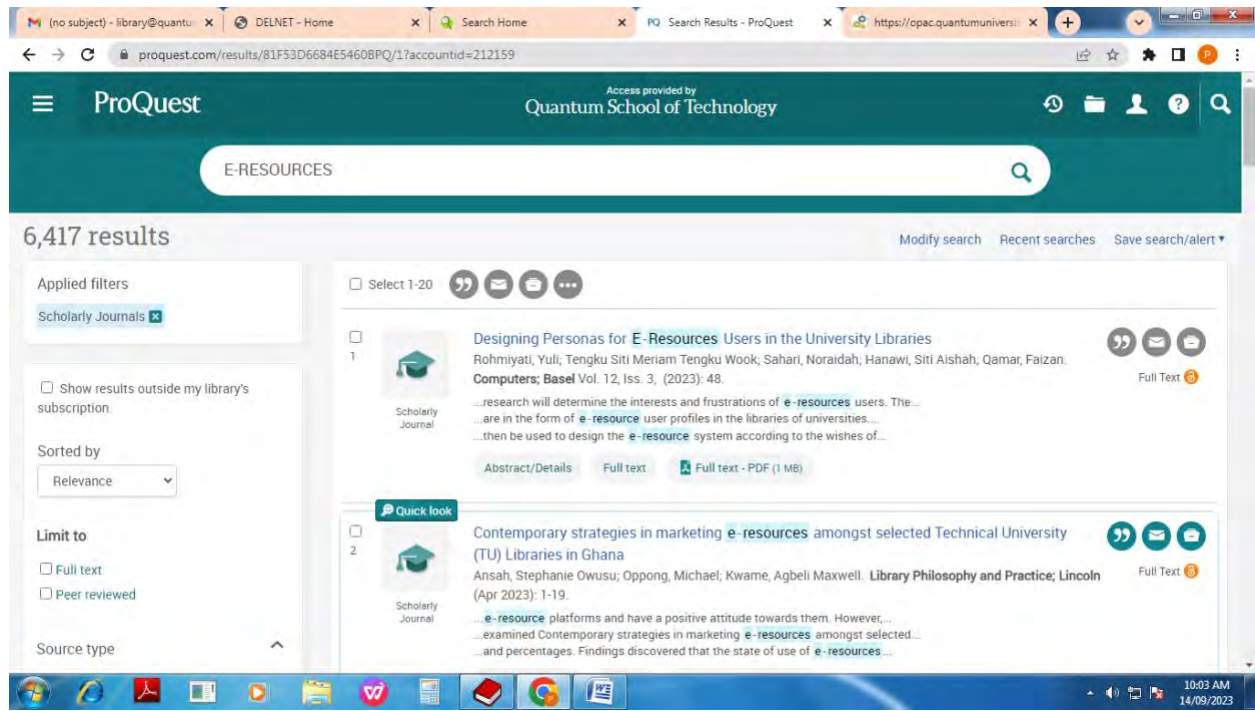 (no subject) - library@quantu
DELNET - Home
Search Home
PQ Search Results - ProQuest
https://opac.quantumuniversi
proquest.com/results/81F53D6684E5460BPQ/1?accountid=212159
P
ProQuest
Access provided by
Quantum School of Technology
E-RESOURCES
6,417 results
Modify search Recent searches Save search/alert
Applied filters
Scholarly Journals
Show results outside my library's
subscription
Sorted by
Relevance
Limit to
Full text
Peer reviewed
Source type
Select 1-20
1
Scholarly
Journal
Designing Personas for E-Resources Users in the University Libraries
Rohmiyati, Yuli; Tengku Siti Meriam Tengku Wook; Sahari, Noraidah; Hanawi, Siti Aishah; Qamar, Faizan.
Computers; Basel Vol. 12, Iss. 3, (2023): 48.
...research will determine the interests and frustrations of e-resources users. The...
...are in the form of e-resource user profiles in the libraries of universities....
...then be used to design the e-resource system according to the wishes of...
Abstract/Details Full text Full text - PDF (1 MB)
Full Text
Quick look
2
Scholarly
Journal
Contemporary strategies in marketing e-resources amongst selected Technical University
(TU) Libraries in Ghana
Ansah, Stephanie Owusu; Oppong, Michael; Kwame, Agbeli Maxwell. Library Philosophy and Practice; Lincoln
(Apr 2023): 1-19.
...e-resource platforms and have a positive attitude towards them. However,...
...examined Contemporary strategies in marketing e-resources amongst selected...
...and percentages. Findings discovered that the state of use of e-resources...
Full Text
10:03 AM
14/09/2023